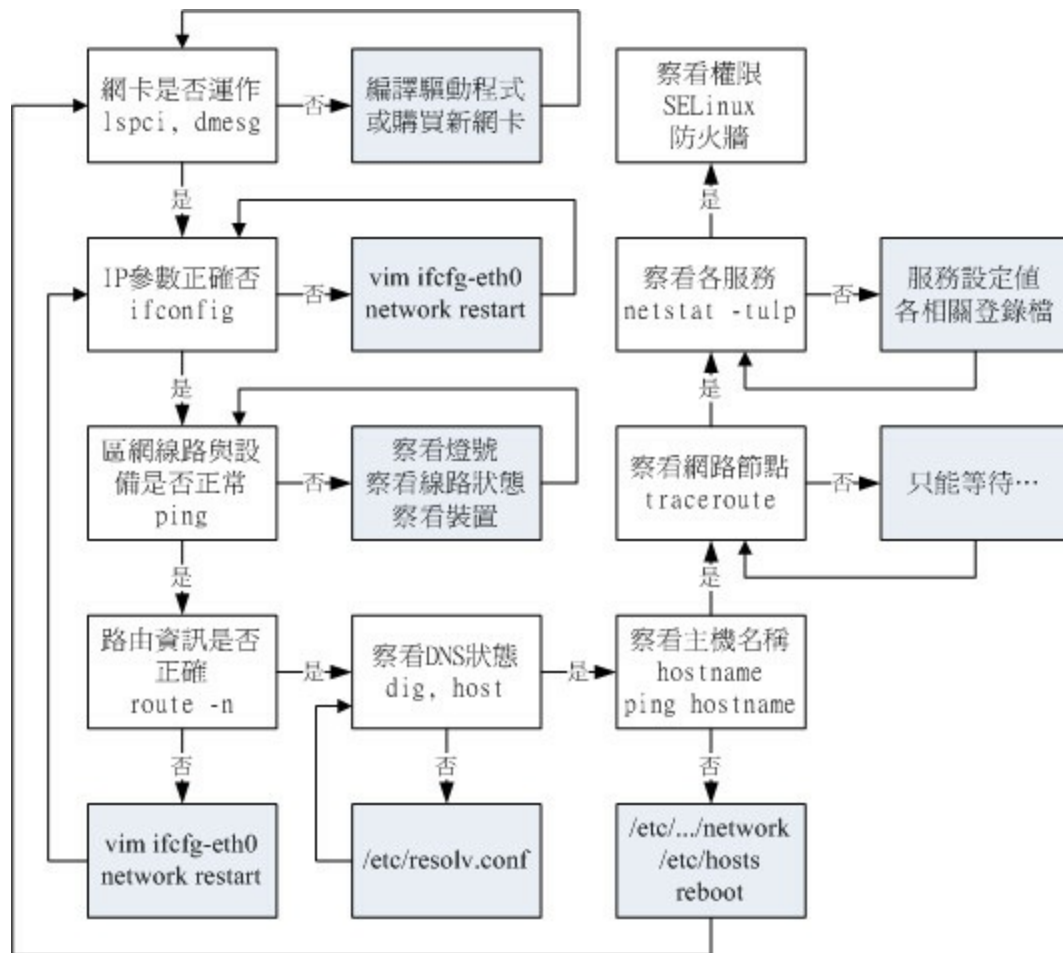 網卡是否運作
lspci, dmesg
否
編譯驅動程式
或購買新網卡
是
IP參數正確否
ifconfig
否
vim ifcfg-eth0
network restart
是
區網線路與設
備是否正常
ping
否
察看燈號
察看線路狀態
察看裝置
是
路由資訊是否
正確
route -n
否
vim ifcfg-eth0
network restart
是
察看DNS狀態
dig, host
否
/etc/resolv.conf
是
察看主機名稱
hostname
ping hostname
否
/etc/.../network
/etc/hosts
reboot
是
察看網路節點
traceroute
否
只能等待…
是
察看各服務
netstat -tulp
否
服務設定值
各相關登錄檔
是
察看權限
SELinux
防火牆